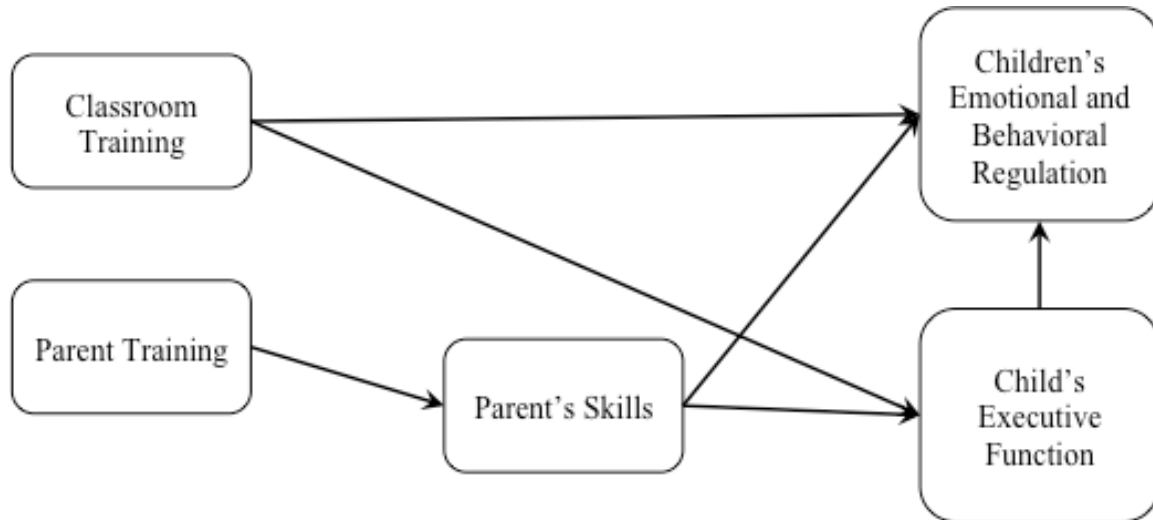 Classroom
Training
Children’s
Emotional and
Behavioral
Regulation
Parent Training
Parent’s Skills
Child’s
Executive
Function